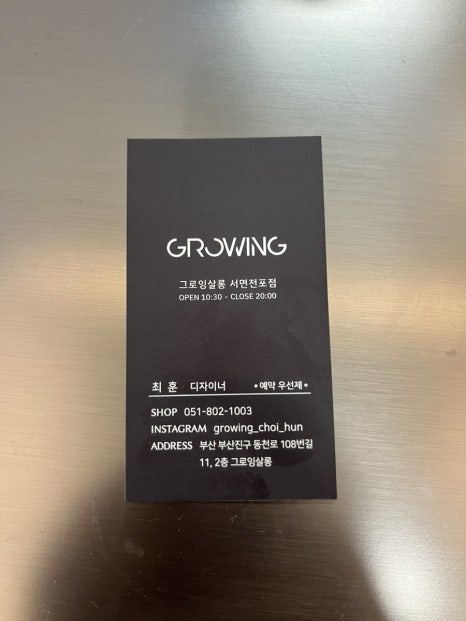 GROWING
그로잉살롱 서면전포점
OPEN 10:30 - CLOSE 20:00
최 훈 디자이너 •예약 우선제•
SHOP 051-802-1003
INSTAGRAM growing_choi_hun
ADDRESS 부산 부산진구 동천로 108번길
11, 2층 그로잉살롱